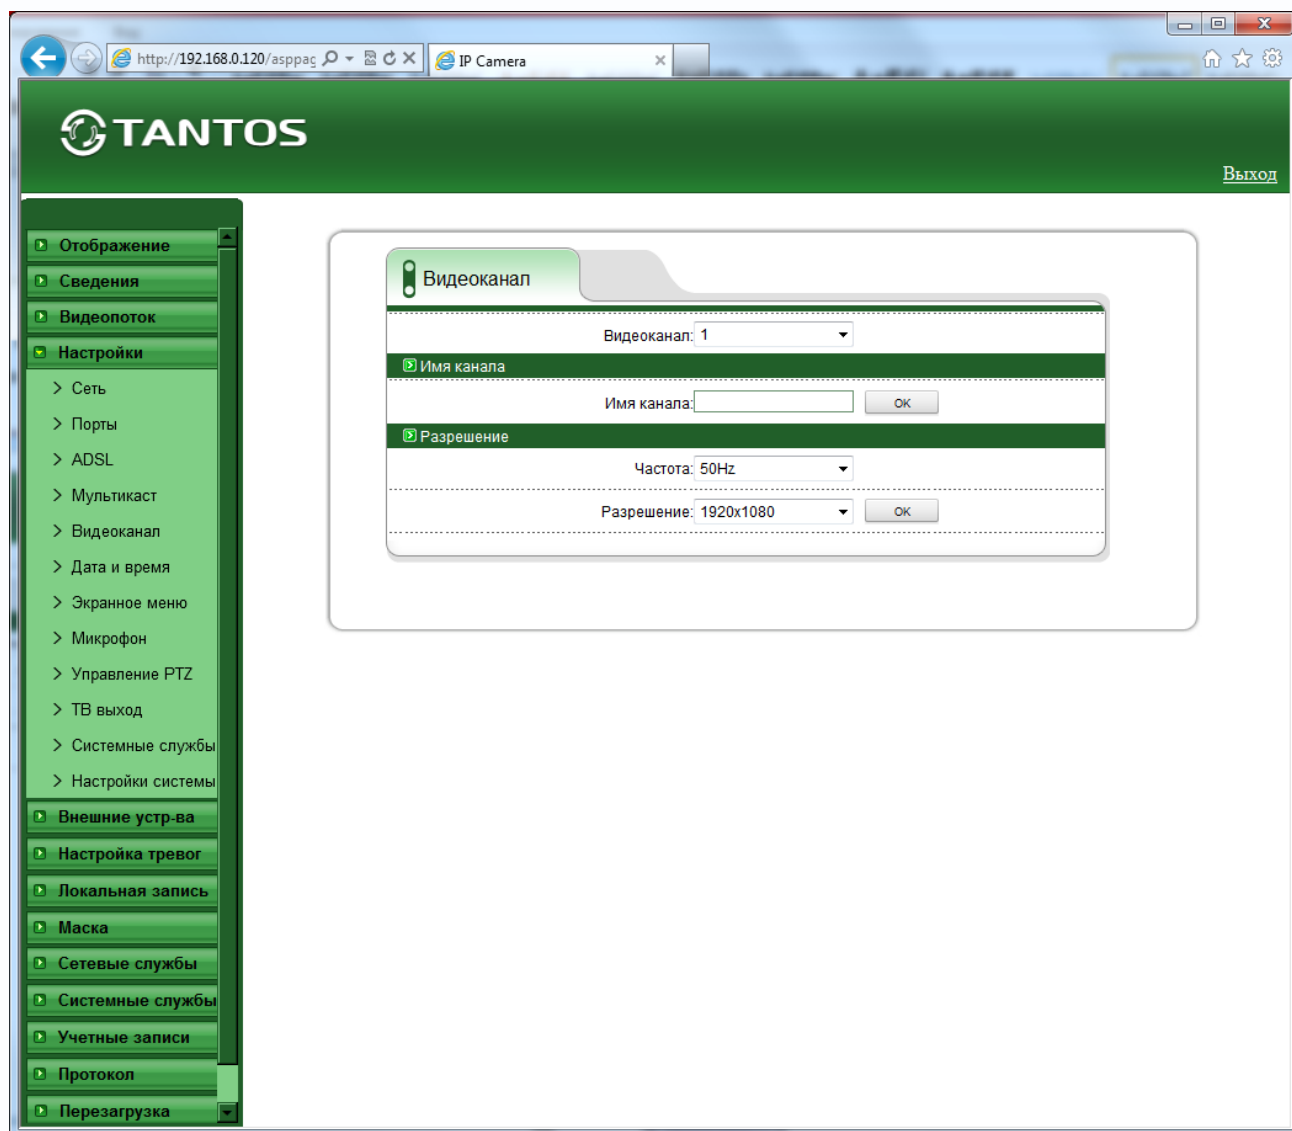 http://192.168.0.120/asppag
IP Camera
TANTOS
Выход
Отображение
Сведения
Видеопоток
Настройки
Сеть
Порты
ADSL
Мультикаст
Видеоканал
Дата и время
Экранное меню
Микрофон
Управление PTZ
ТВ выход
Системные службы
Настройки системы
Внешние устр-ва
Настройка тревог
Локальная запись
Маска
Сетевые службы
Системные службы
Учетные записи
Протокол
Перезагрузка
Видеоканал
Видеоканал: 1
Имя канала
Имя канала: OK
Разрешение
Частота: 50Hz
Разрешение: 1920x1080 OK